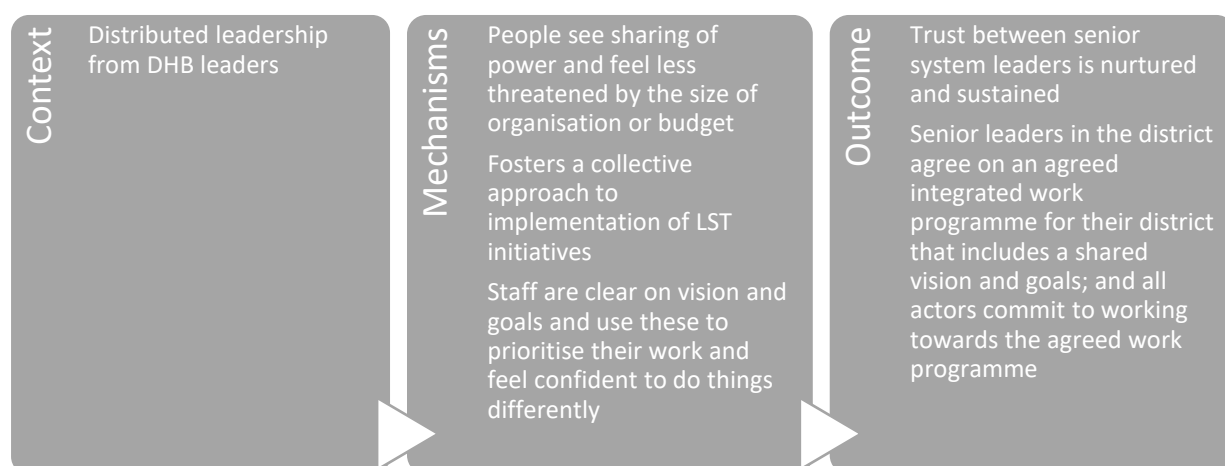 Context
Distributed leadership
from DHB leaders
Mechanisms
People see sharing of
power and feel less
threatened by the size of
organisation or budget
Fosters a collective
approach to
implementation of LST
initiatives
Staff are clear on vision and
goals and use these to
prioritise their work and
feel confident to do things
differently
Outcome
Trust between senior
system leaders is nurtured
and sustained
Senior leaders in the district
agree on an agreed
integrated work
programme for their district
that includes a shared
vision and goals; and all
actors commit to working
towards the agreed work
programme